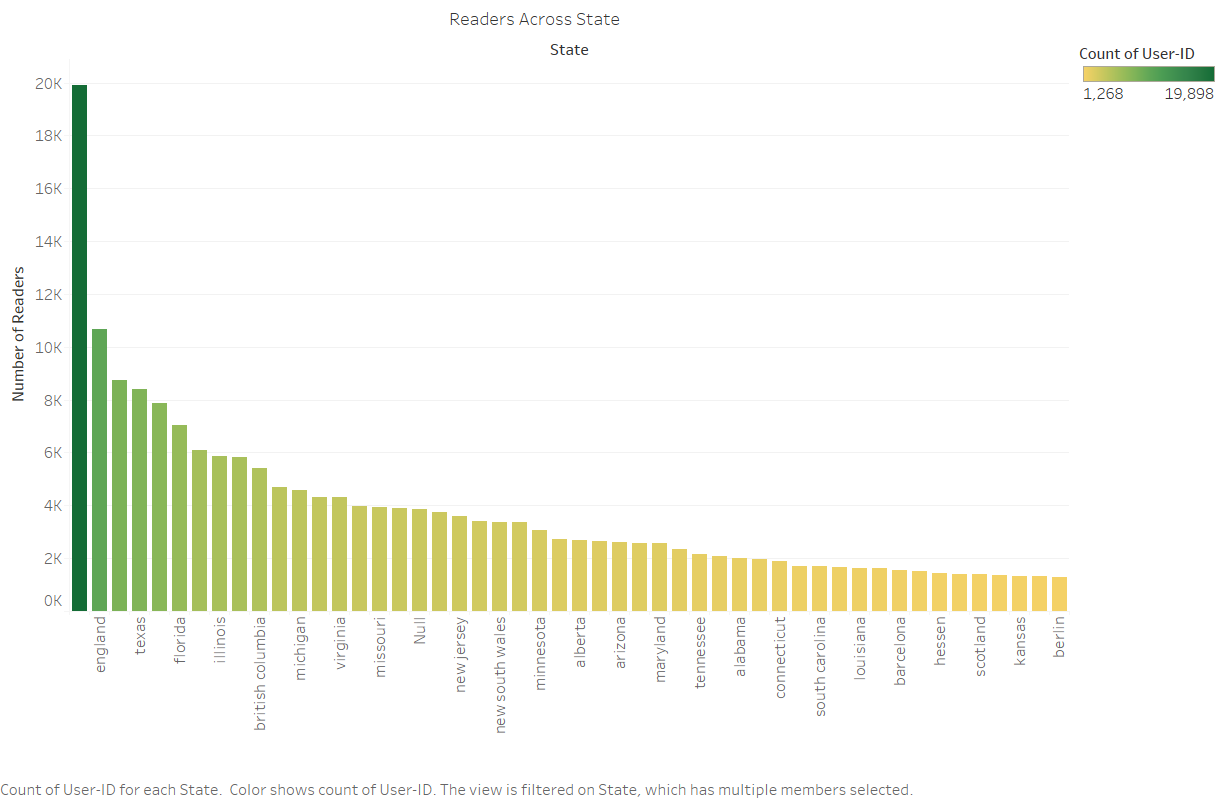 Readers Across State
State
Count of User-ID
1,268 19,898
Number of Readers
20K
18K
16K
14K
12K
10K
8K
6K
4K
2K
0K
england
texas
florida
illinois
british columbia
michigan
virginia
missouri
Null
new jersey
new south wales
minnesota
alberta
arizona
maryland
tennessee
alabama
connecticut
south carolina
louisiana
barcelona
hessen
scotland
kansas
berlin
Count of User-ID for each State.  Color shows count of User-ID. The view is filtered on State, which has multiple members selected.